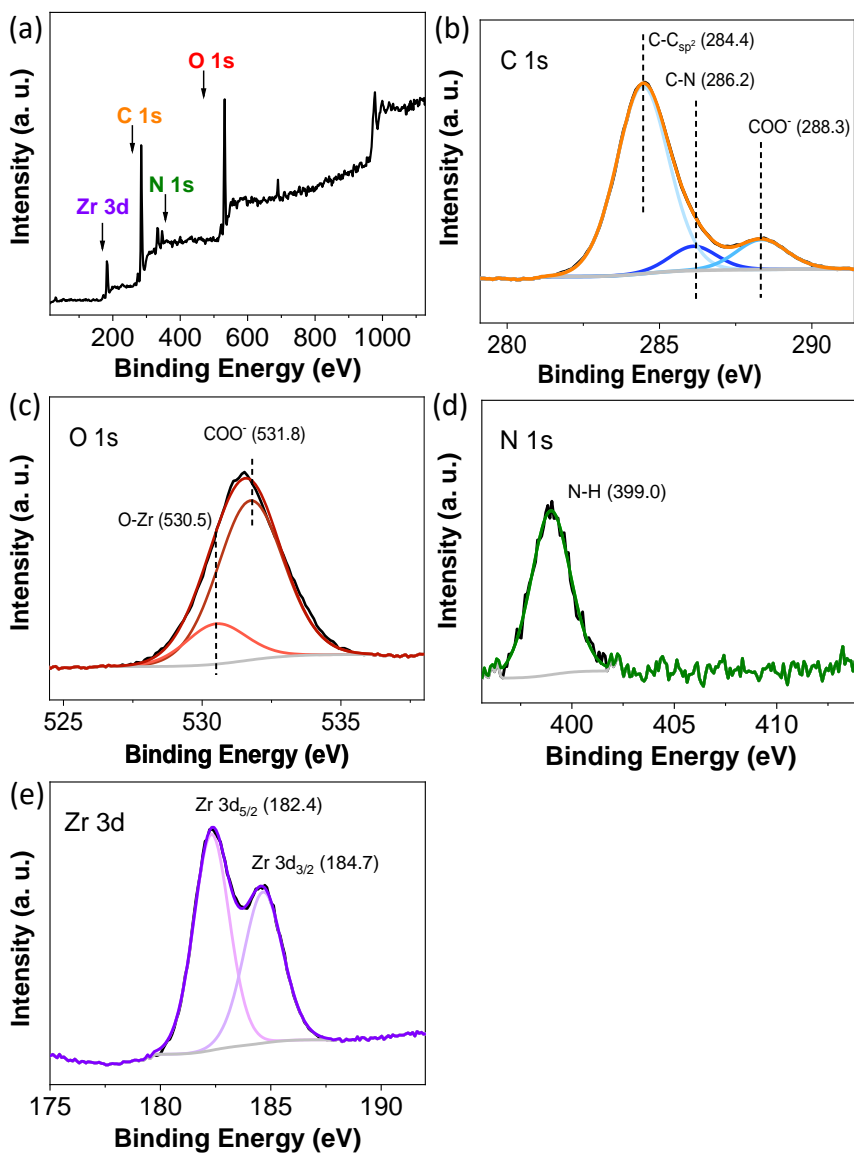 (a)
O 1s
C 1s
N 1s
Zr 3d
Intensity (a. u.)
200 400 600 800 1000
Binding Energy (eV)
(b)
C 1s
C-C_sp² (284.4)
C-N (286.2)
COO⁻ (288.3)
Intensity (a. u.)
280 285 290
Binding Energy (eV)
(c)
O 1s
COO⁻ (531.8)
O-Zr (530.5)
Intensity (a. u.)
525 530 535
Binding Energy (eV)
(d)
N 1s
N-H (399.0)
Intensity (a. u.)
400 405 410
Binding Energy (eV)
(e)
Zr 3d
Zr 3d₅/₂ (182.4)
Zr 3d₃/₂ (184.7)
Intensity (a. u.)
175 180 185 190
Binding Energy (eV)